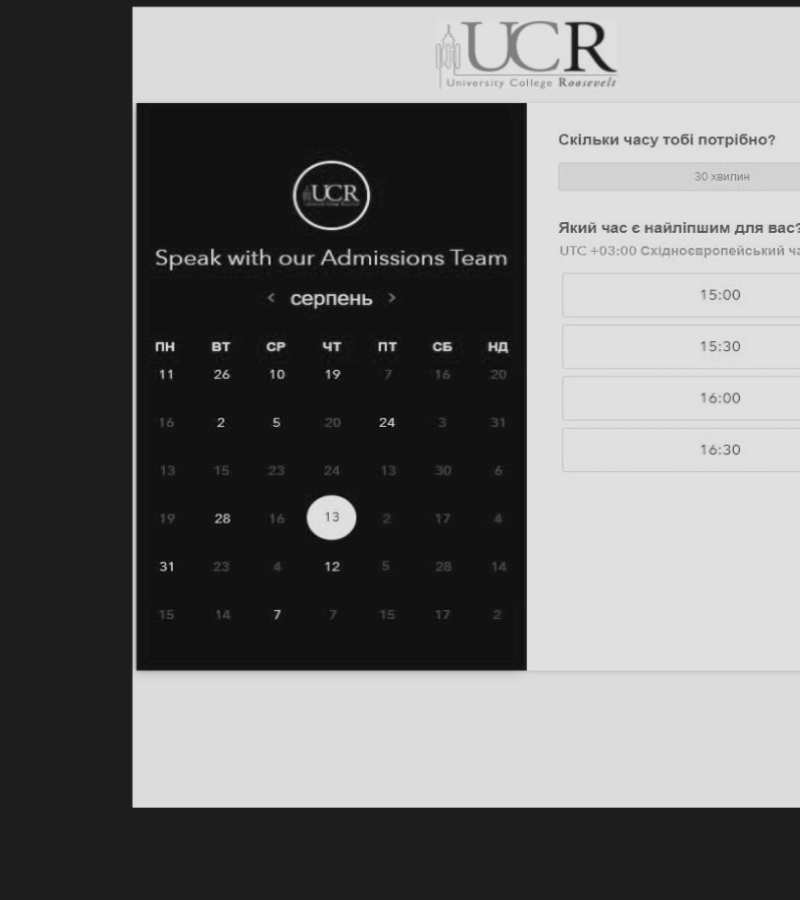 UCR
University College Roosevelt
UCR
Speak with our Admissions Team
< серпень >
ПН ВТ СР ЧТ ПТ СБ НД
11 26 10 19 7 16 20
16 2 5 20 24 3 31
13 15 23 24 13 30 6
19 28 16 13 2 17 4
31 23 4 12 5 28 14
15 14 7 7 15 17 2
Скільки часу тобі потрібно?
30 хвилин
Який час є найліпшим для вас?
UTC +03:00 Східноєвропейський ча
15:00
15:30
16:00
16:30